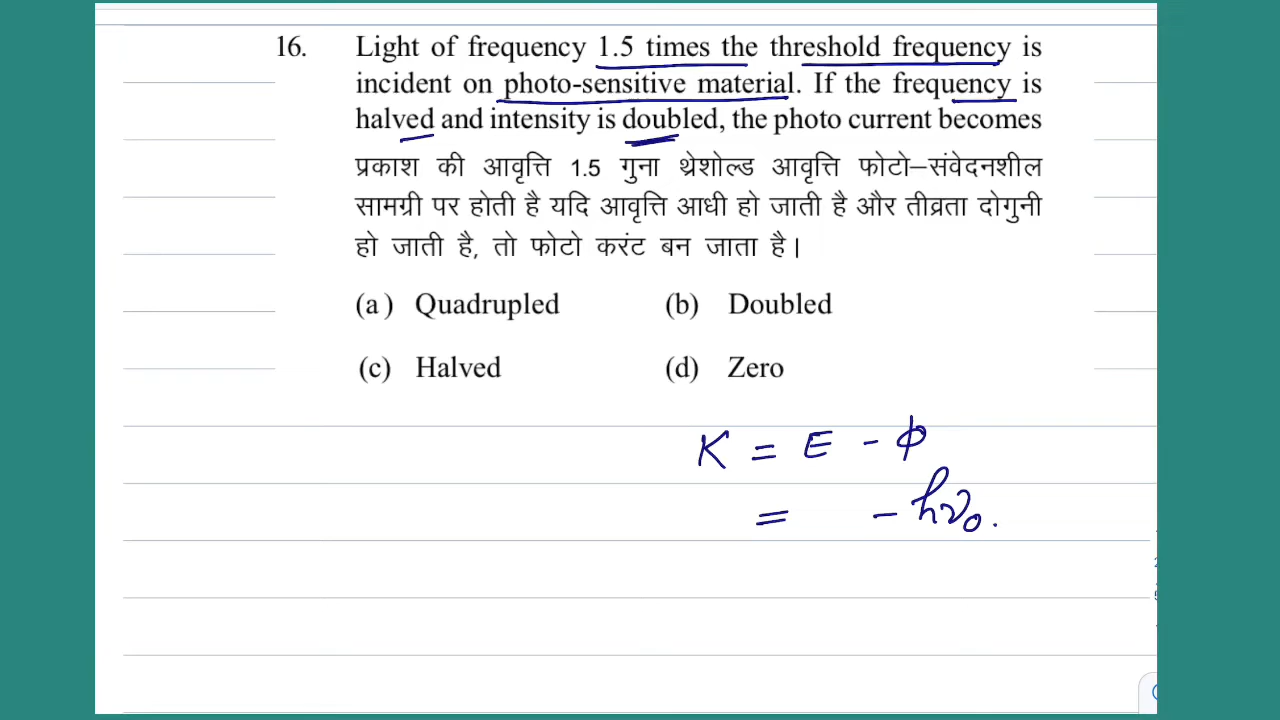 16. Light of frequency 1.5 times the threshold frequency is
incident on photo-sensitive material. If the frequency is
halved and intensity is doubled, the photo current becomes
प्रकाश की आवृत्ति 1.5 गुना थ्रेशोल्ड आवृत्ति फोटो–संवेदनशील
सामग्री पर होती है यदि आवृत्ति आधी हो जाती है और तीव्रता दोगुनी
हो जाती है, तो फोटो करंट बन जाता है।
(a) Quadrupled (b) Doubled
(c) Halved (d) Zero
K = E - ϕ
= - hν₀.